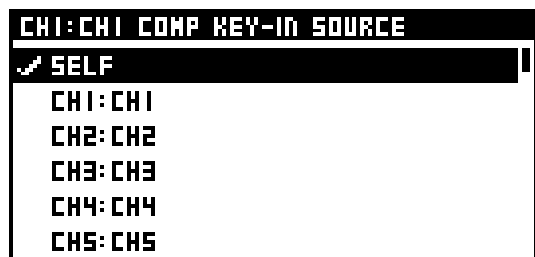 CH1:CH1 COMP KEY-IN SOURCE
SELF
CH1:CH1
CH2:CH2
CH3:CH3
CH4:CH4
CH5:CH5